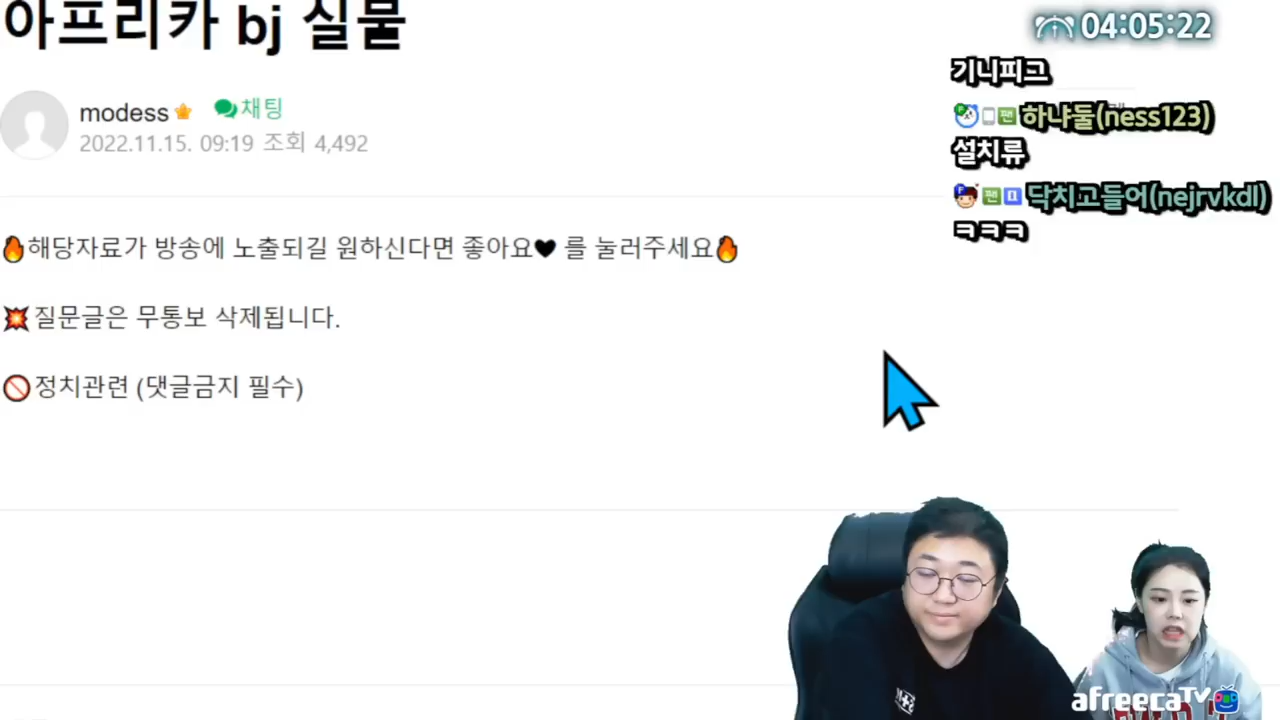 아프리카 bj 실물
modess 채팅
2022.11.15. 09:19 조회 4,492
🔥해당자료가 방송에 노출되길 원하신다면 좋아요🖤 를 눌러주세요🔥
💥질문글은 무통보 삭제됩니다.
🚫정치관련 (댓글금지 필수)
04:05:22
기니피그
팬 하냐둘(ness123)
설치류
팬 닥치고들어(nejrvkdl)
ㅋㅋㅋ
afreecaTV